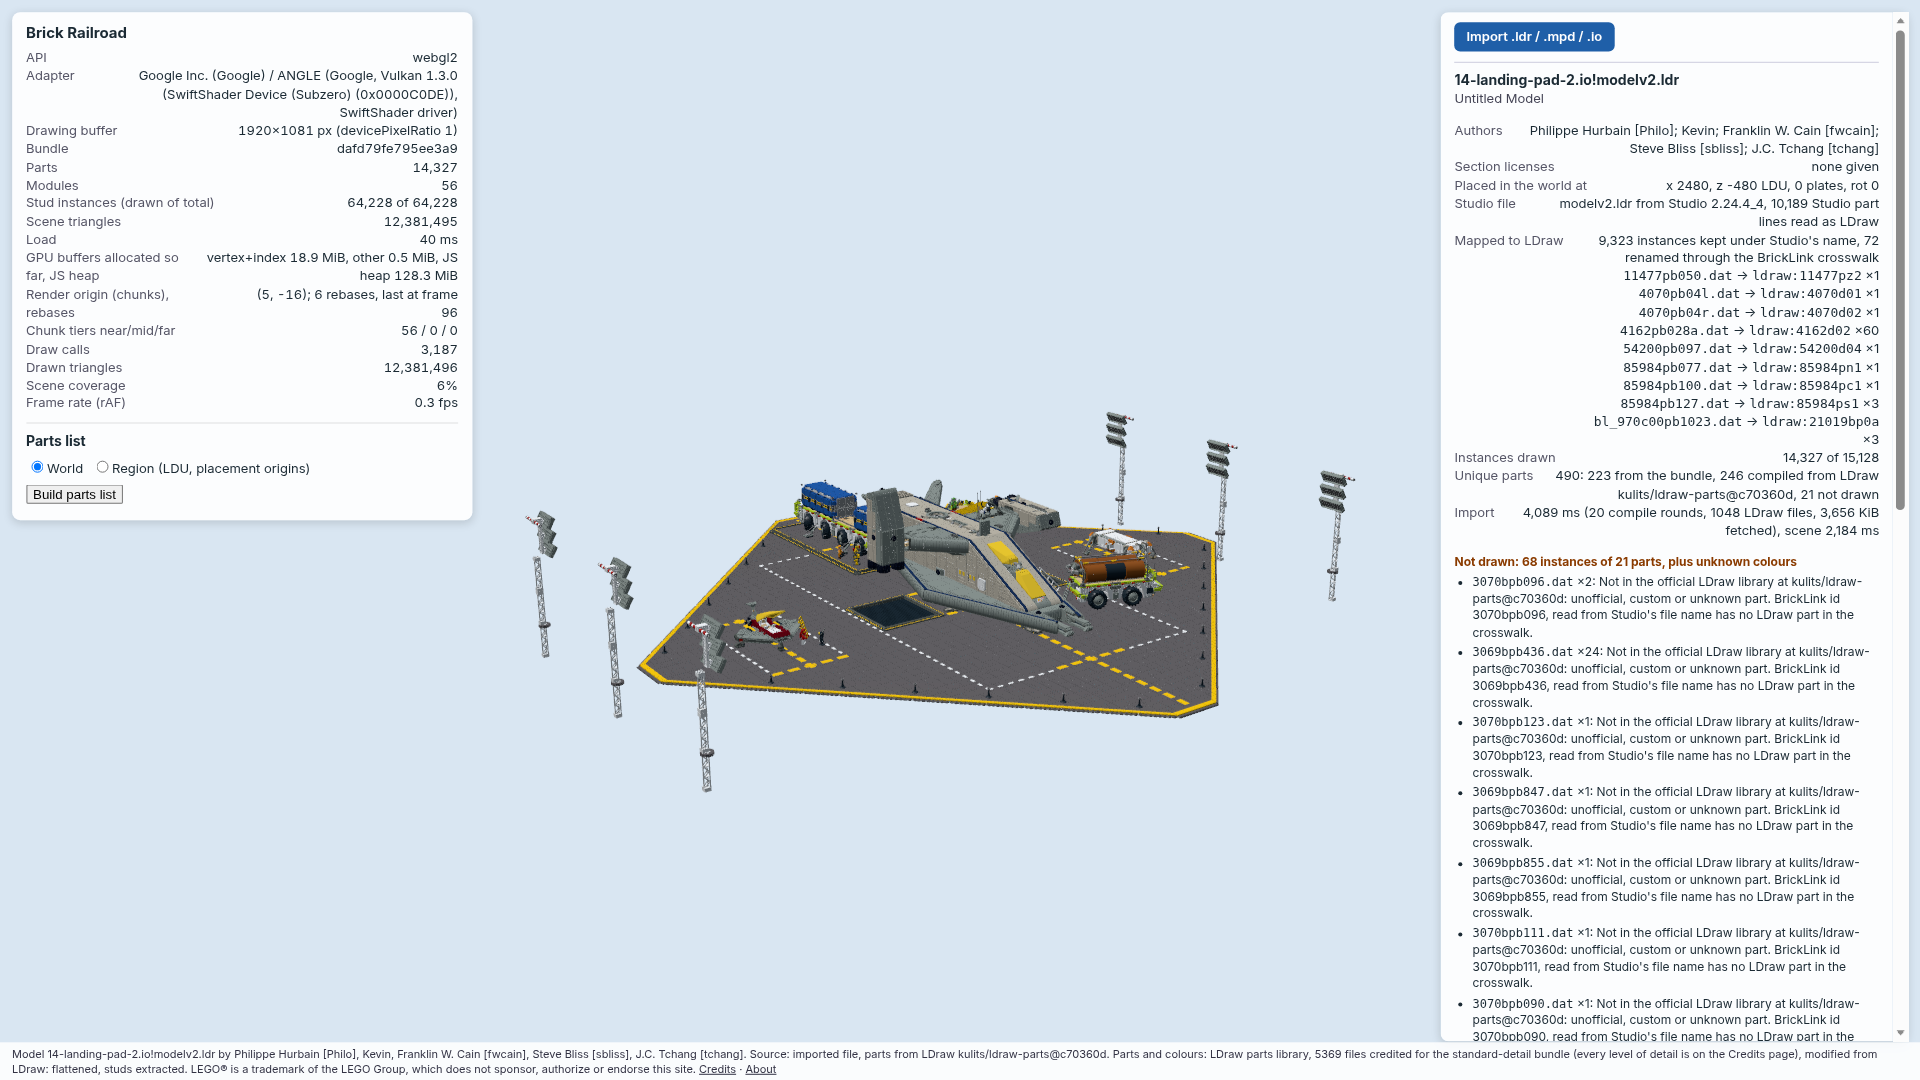 Brick Railroad
API webgl2
Adapter Google Inc. (Google) / ANGLE (Google, Vulkan 1.3.0
(SwiftShader Device (Subzero) (0x0000C0DE)),
SwiftShader driver)
Drawing buffer 1920×1081 px (devicePixelRatio 1)
Bundle dafd79fe795ee3a9
Parts 14,327
Modules 56
Stud instances (drawn of total) 64,228 of 64,228
Scene triangles 12,381,495
Load 40 ms
GPU buffers allocated so vertex+index 18.9 MiB, other 0.5 MiB, JS
far, JS heap heap 128.3 MiB
Render origin (chunks), (5, -16); 6 rebases, last at frame
rebases 96
Chunk tiers near/mid/far 56 / 0 / 0
Draw calls 3,187
Drawn triangles 12,381,496
Scene coverage 6%
Frame rate (rAF) 0.3 fps
Parts list
World Region (LDU, placement origins)
Build parts list
Import .ldr / .mpd / .io
14-landing-pad-2.io!modelv2.ldr
Untitled Model
Authors Philippe Hurbain [Philo]; Kevin; Franklin W. Cain [fwcain];
Steve Bliss [sbliss]; J.C. Tchang [tchang]
Section licenses none given
Placed in the world at x 2480, z -480 LDU, 0 plates, rot 0
Studio file modelv2.ldr from Studio 2.24.4_4, 10,189 Studio part
lines read as LDraw
Mapped to LDraw 9,323 instances kept under Studio's name, 72
renamed through the BrickLink crosswalk
11477pb050.dat → ldraw:11477pz2 ×1
4070pb04l.dat → ldraw:4070d01 ×1
4070pb04r.dat → ldraw:4070d02 ×1
4162pb028a.dat → ldraw:4162d02 ×60
54200pb097.dat → ldraw:54200d04 ×1
85984pb077.dat → ldraw:85984pn1 ×1
85984pb100.dat → ldraw:85984pc1 ×1
85984pb127.dat → ldraw:85984ps1 ×3
bl_970c00pb1023.dat → ldraw:21019bp0a
×3
Instances drawn 14,327 of 15,128
Unique parts 490: 223 from the bundle, 246 compiled from LDraw
kulits/ldraw-parts@c70360d, 21 not drawn
Import 4,089 ms (20 compile rounds, 1048 LDraw files, 3,656 KiB
fetched), scene 2,184 ms
Not drawn: 68 instances of 21 parts, plus unknown colours
• 3070bpb096.dat ×2: Not in the official LDraw library at kulits/ldraw-
parts@c70360d: unofficial, custom or unknown part. BrickLink id
3070bpb096, read from Studio's file name has no LDraw part in the
crosswalk.
• 3069bpb436.dat ×24: Not in the official LDraw library at kulits/ldraw-
parts@c70360d: unofficial, custom or unknown part. BrickLink id
3069bpb436, read from Studio's file name has no LDraw part in the
crosswalk.
• 3070bpb123.dat ×1: Not in the official LDraw library at kulits/ldraw-
parts@c70360d: unofficial, custom or unknown part. BrickLink id
3070bpb123, read from Studio's file name has no LDraw part in the
crosswalk.
• 3069bpb847.dat ×1: Not in the official LDraw library at kulits/ldraw-
parts@c70360d: unofficial, custom or unknown part. BrickLink id
3069bpb847, read from Studio's file name has no LDraw part in the
crosswalk.
• 3069bpb855.dat ×1: Not in the official LDraw library at kulits/ldraw-
parts@c70360d: unofficial, custom or unknown part. BrickLink id
3069bpb855, read from Studio's file name has no LDraw part in the
crosswalk.
• 3070bpb111.dat ×1: Not in the official LDraw library at kulits/ldraw-
parts@c70360d: unofficial, custom or unknown part. BrickLink id
3070bpb111, read from Studio's file name has no LDraw part in the
crosswalk.
• 3070bpb090.dat ×1: Not in the official LDraw library at kulits/ldraw-
parts@c70360d: unofficial, custom or unknown part. BrickLink id
3070bpb090, read from Studio's file name has no LDraw part in the
Model 14-landing-pad-2.io!modelv2.ldr by Philippe Hurbain [Philo], Kevin, Franklin W. Cain [fwcain], Steve Bliss [sbliss], J.C. Tchang [tchang]. Source: imported file, parts from LDraw kulits/ldraw-parts@c70360d. Parts and colours: LDraw parts library, 5369 files credited for the standard-detail bundle (every level of detail is on the Credits page), modified from
LDraw: flattened, studs extracted. LEGO® is a trademark of the LEGO Group, which does not sponsor, authorize or endorse this site. Credits · About